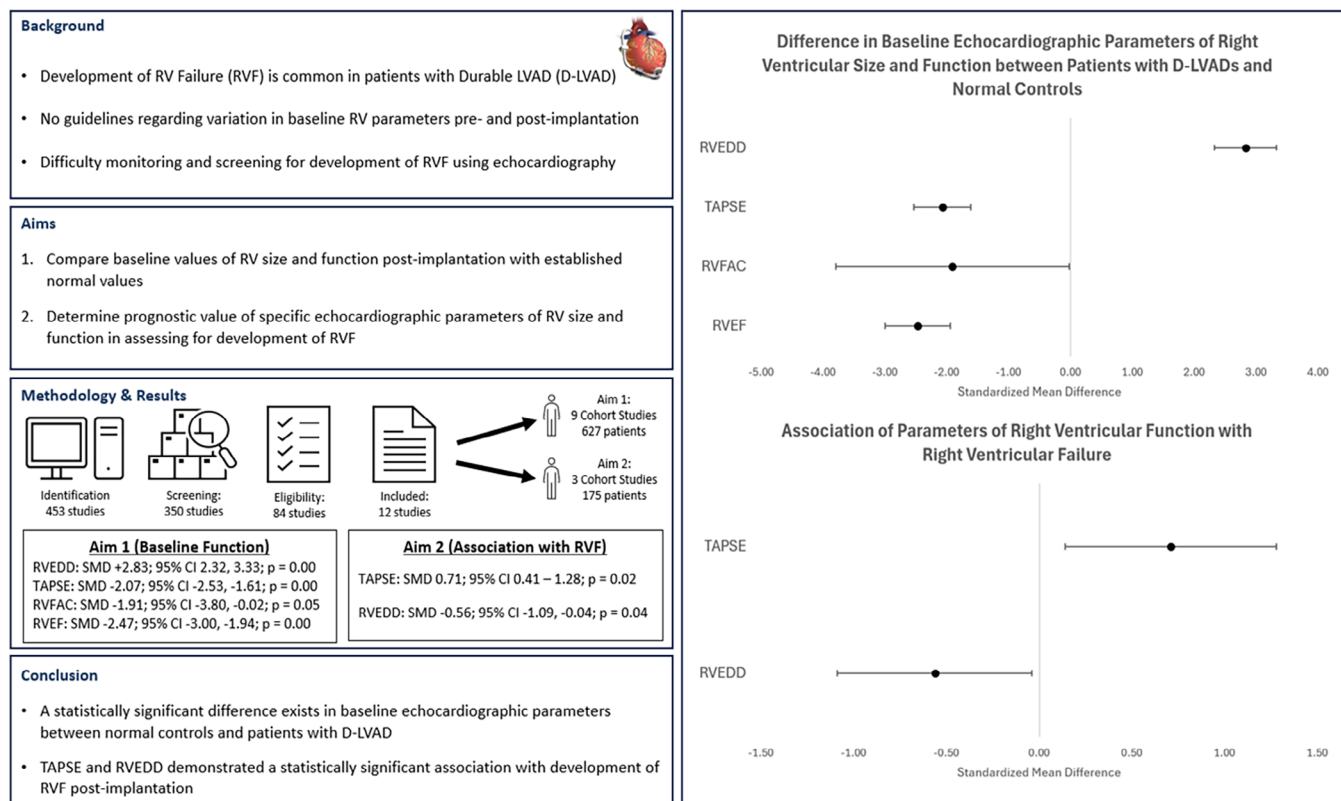 Background
• Development of RV Failure (RVF) is common in patients with Durable LVAD (D-LVAD)
• No guidelines regarding variation in baseline RV parameters pre- and post-implantation
• Difficulty monitoring and screening for development of RVF using echocardiography
Aims
1. Compare baseline values of RV size and function post-implantation with established
normal values
2. Determine prognostic value of specific echocardiographic parameters of RV size and
function in assessing for development of RVF
Methodology & Results
Identification
453 studies
Screening:
350 studies
Eligibility:
84 studies
Included:
12 studies
Aim 1:
9 Cohort Studies
627 patients
Aim 2:
3 Cohort Studies
175 patients
Aim 1 (Baseline Function)
RVEDD: SMD +2.83; 95% CI 2.32, 3.33; p = 0.00
TAPSE: SMD -2.07; 95% CI -2.53, -1.61; p = 0.00
RVFAC: SMD -1.91; 95% CI -3.80, -0.02; p = 0.05
RVEF: SMD -2.47; 95% CI -3.00, -1.94; p = 0.00
Aim 2 (Association with RVF)
TAPSE: SMD 0.71; 95% CI 0.41 – 1.28; p = 0.02
RVEDD: SMD -0.56; 95% CI -1.09, -0.04; p = 0.04
Conclusion
• A statistically significant difference exists in baseline echocardiographic parameters
between normal controls and patients with D-LVAD
• TAPSE and RVEDD demonstrated a statistically significant association with development of
RVF post-implantation
Difference in Baseline Echocardiographic Parameters of Right
Ventricular Size and Function between Patients with D-LVADs and
Normal Controls
RVEDD
TAPSE
RVFAC
RVEF
-5.00 -4.00 -3.00 -2.00 -1.00 0.00 1.00 2.00 3.00 4.00
Standardized Mean Difference
Association of Parameters of Right Ventricular Function with
Right Ventricular Failure
TAPSE
RVEDD
-1.50 -1.00 -0.50 0.00 0.50 1.00 1.50
Standardized Mean Difference